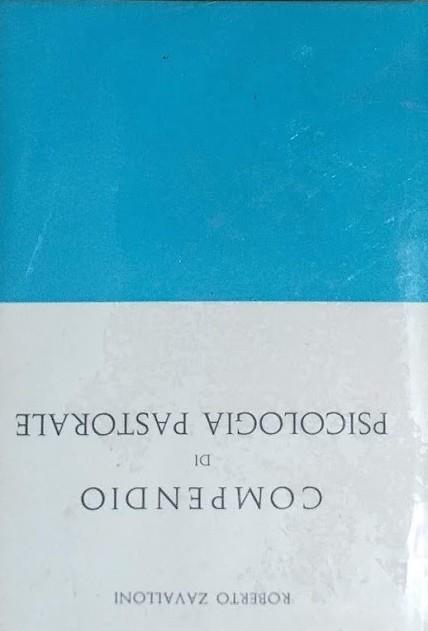 ROBERTO ZAVALLONI
COMPENDIO
DI
PSICOLOGIA PASTORALE